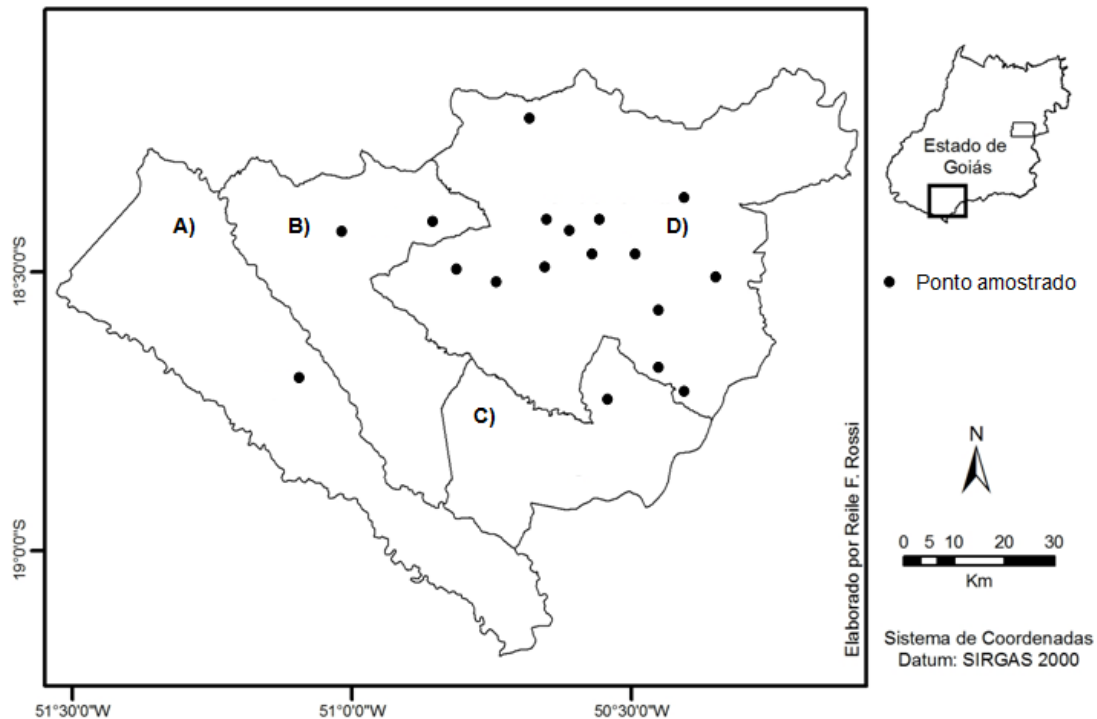 A)
B)
C)
D)
18°30'0"S
19°0'0"S
51°30'0"W
51°0'0"W
50°30'0"W
Elaborado por Reile F. Rossi
Estado de
Goiás
Ponto amostrado
N
0 5 10 20 30
Km
Sistema de Coordenadas
Datum: SIRGAS 2000